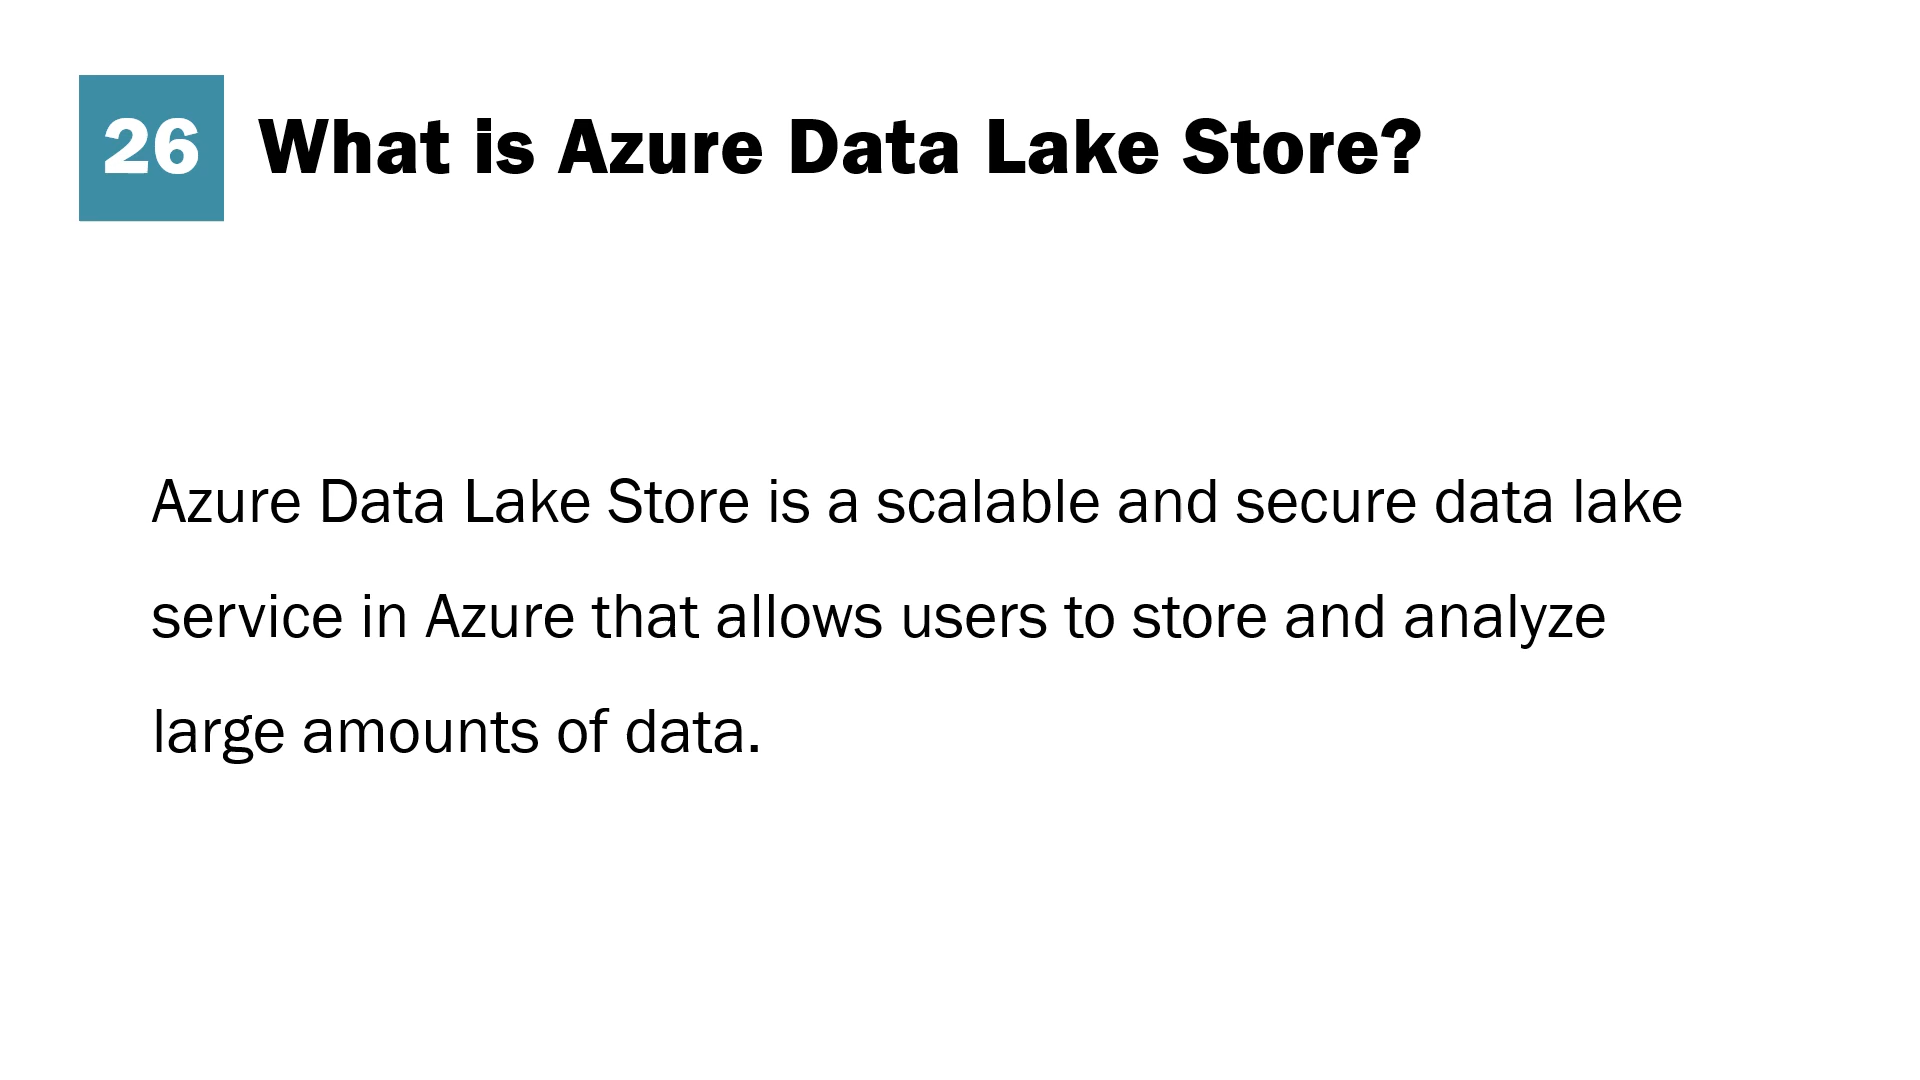 26 What is Azure Data Lake Store?
Azure Data Lake Store is a scalable and secure data lake
service in Azure that allows users to store and analyze
large amounts of data.